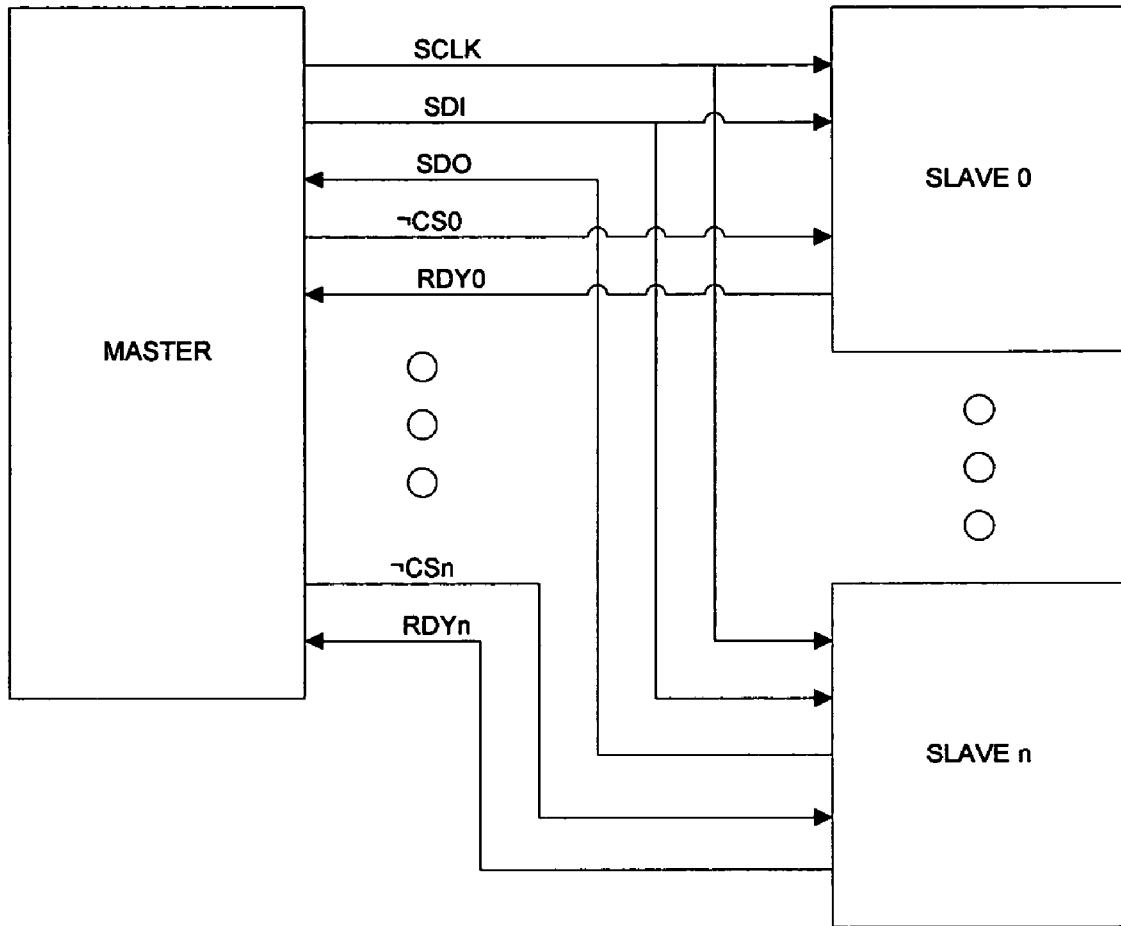 SCLK
SDI
SDO
¬CS0
RDY0
MASTER
SLAVE 0
¬CSn
RDYn
SLAVE n